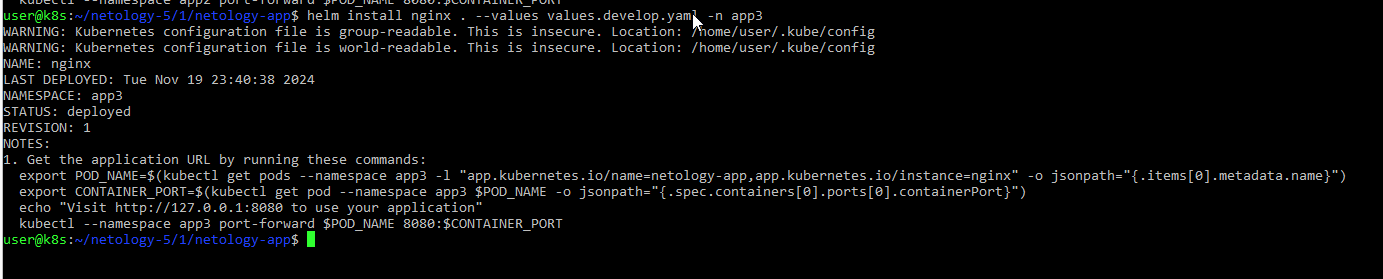 kubectl --namespace app2 port-forward $POD_NAME 8080:$CONTAINER_PORT
user@k8s:~/netology-5/1/netology-app$ helm install nginx . --values values.develop.yaml -n app3
WARNING: Kubernetes configuration file is group-readable. This is insecure. Location: /home/user/.kube/config
WARNING: Kubernetes configuration file is world-readable. This is insecure. Location: /home/user/.kube/config
NAME: nginx
LAST DEPLOYED: Tue Nov 19 23:40:38 2024
NAMESPACE: app3
STATUS: deployed
REVISION: 1
NOTES:
1. Get the application URL by running these commands:
  export POD_NAME=$(kubectl get pods --namespace app3 -l "app.kubernetes.io/name=netology-app,app.kubernetes.io/instance=nginx" -o jsonpath="{.items[0].metadata.name}")
  export CONTAINER_PORT=$(kubectl get pod --namespace app3 $POD_NAME -o jsonpath="{.spec.containers[0].ports[0].containerPort}")
  echo "Visit http://127.0.0.1:8080 to use your application"
  kubectl --namespace app3 port-forward $POD_NAME 8080:$CONTAINER_PORT
user@k8s:~/netology-5/1/netology-app$